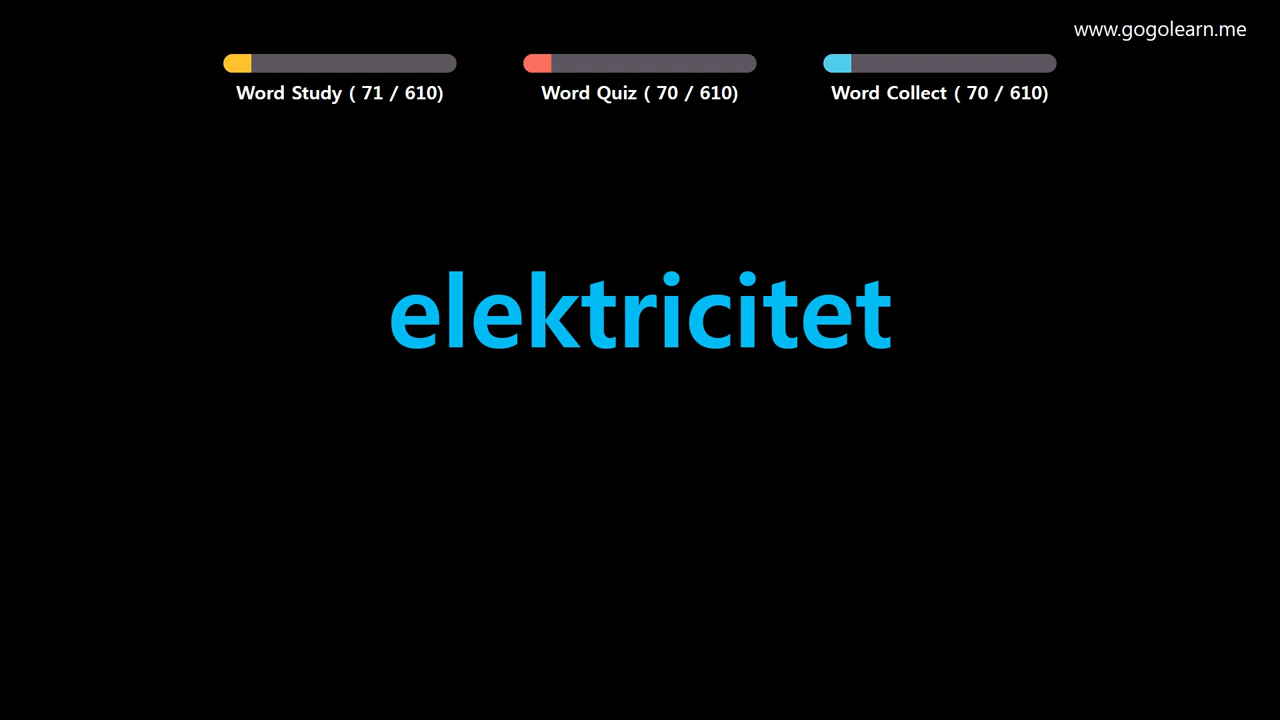 www.gogolearn.me
Word Study ( 71 / 610)
Word Quiz ( 70 / 610)
Word Collect ( 70 / 610)
elektricitet